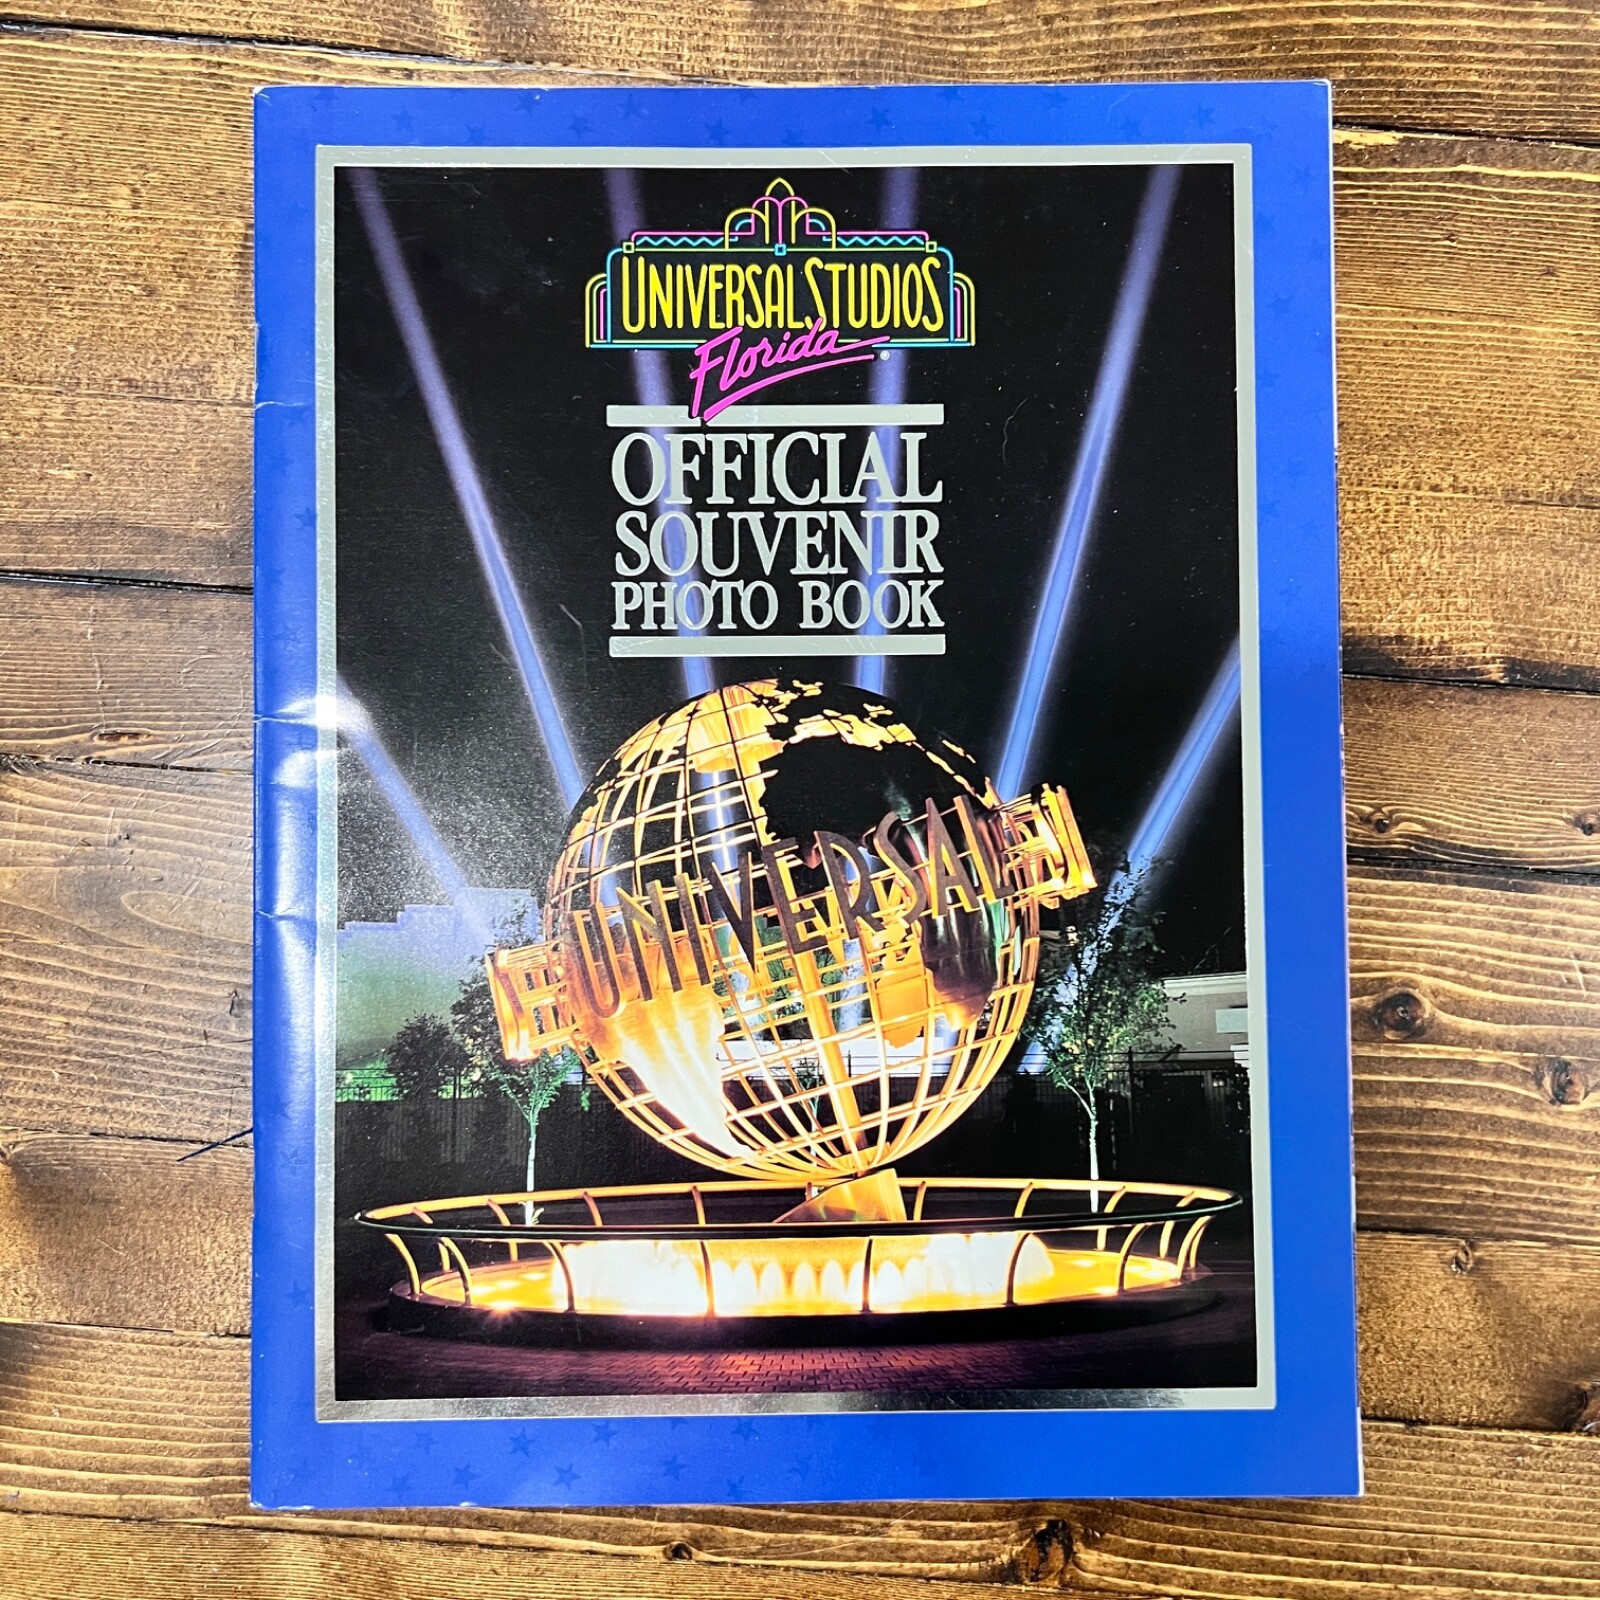 UNIVERSAL STUDIOS
Florida ®
OFFICIAL
SOUVENIR
PHOTO BOOK
UNIVERSAL